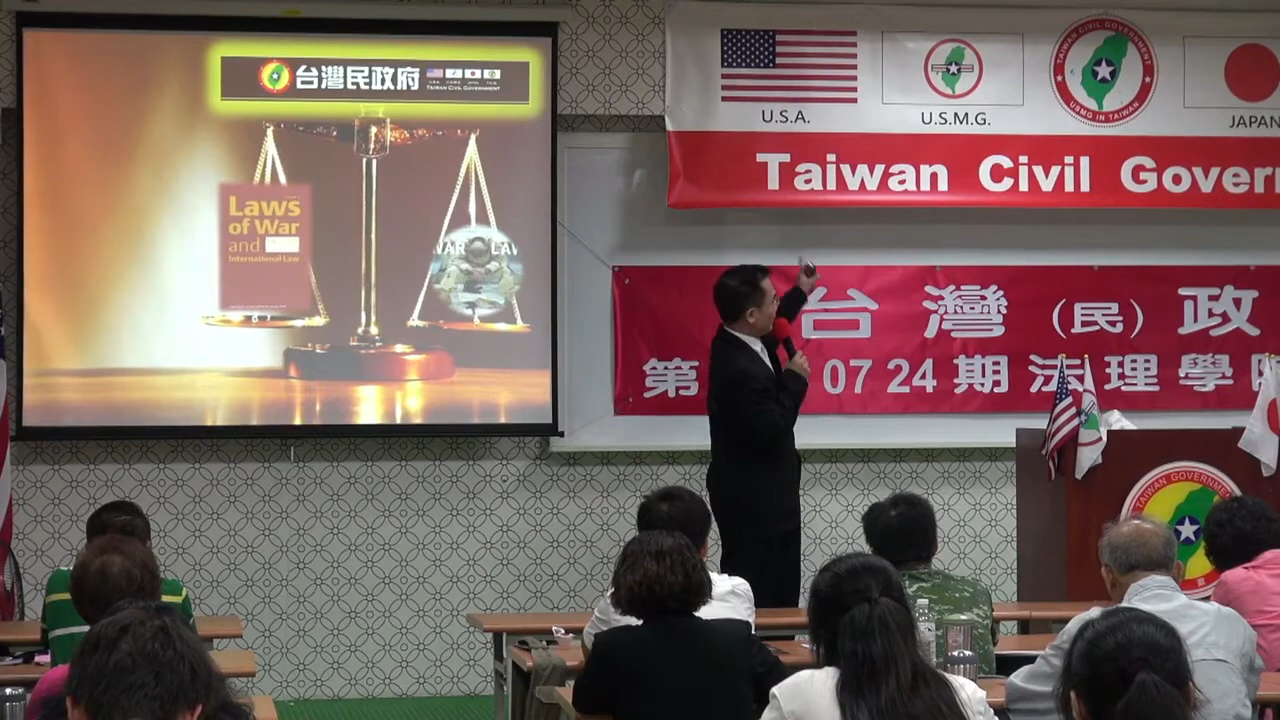 台灣民政府
TAIWAN CIVIL GOVERNMENT
Laws
of War
and
International Law
WAR LAW
U.S.A.
U.S.M.G.
TAIWAN CIVIL GOVERNMENT
USMG IN TAIWAN
JAPAN
Taiwan Civil Govern
台灣(民)政
第 07 24 期法理學院
TAIWAN GOVERNMENT